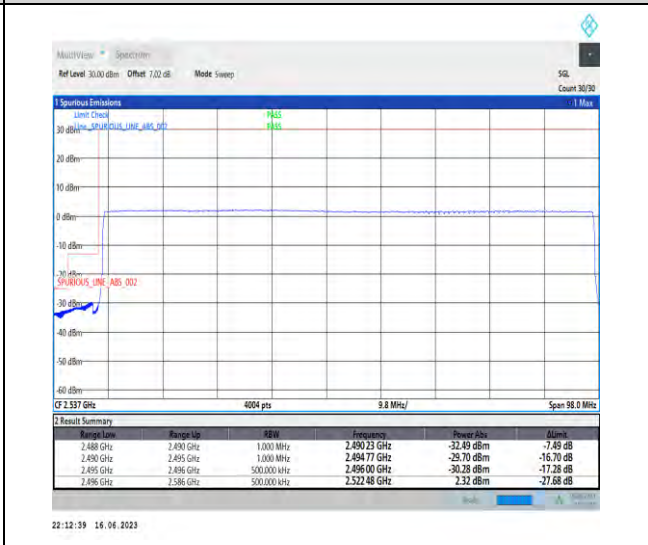 MultiView Spectrum
Ref Level 30.00 dBm Offset 7.02 dB Mode Sweep SGL
Count 30/30
1 Spurious Emissions 1 Max
Limit Check PASS
Line _SPURIOUS_LINE_ABS_002 PASS
30 dBm
20 dBm
10 dBm
0 dBm
-10 dBm
-20 dBm
_SPURIOUS_LINE_ABS_002
-30 dBm
-40 dBm
-50 dBm
-60 dBm
CF 2.537 GHz 4004 pts 9.8 MHz/ Span 98.0 MHz
2 Result Summary
Range Low Range Up RBW Frequency Power Abs ΔLimit
2.488 GHz 2.490 GHz 1.000 MHz 2.490 23 GHz -32.49 dBm -7.49 dB
2.490 GHz 2.495 GHz 1.000 MHz 2.494 77 GHz -29.70 dBm -16.70 dB
2.495 GHz 2.496 GHz 500.000 kHz 2.496 00 GHz -30.28 dBm -17.28 dB
2.496 GHz 2.586 GHz 500.000 kHz 2.522 48 GHz 2.32 dBm -27.68 dB
22:12:39 16.06.2023